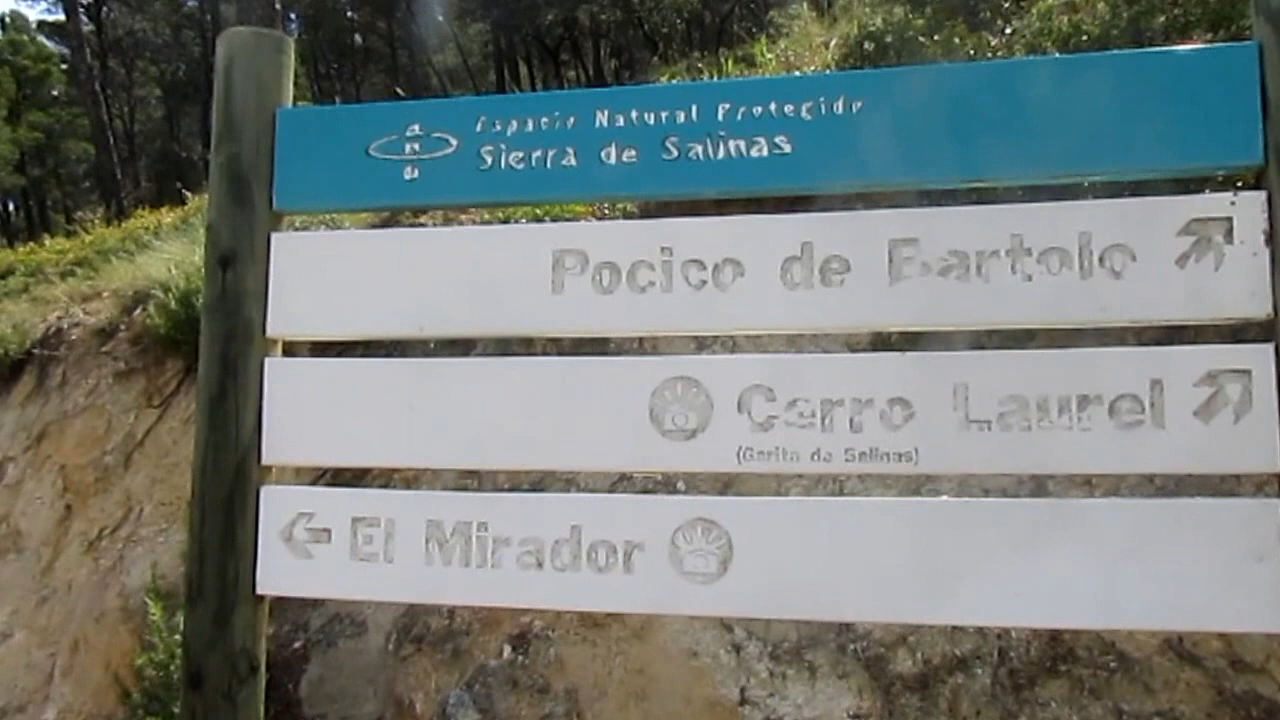 Espacio Natural Protegido
Sierra de Salinas
Pocico de Bartolo
Cerro Laurel
(Garita de Salinas)
El Mirador